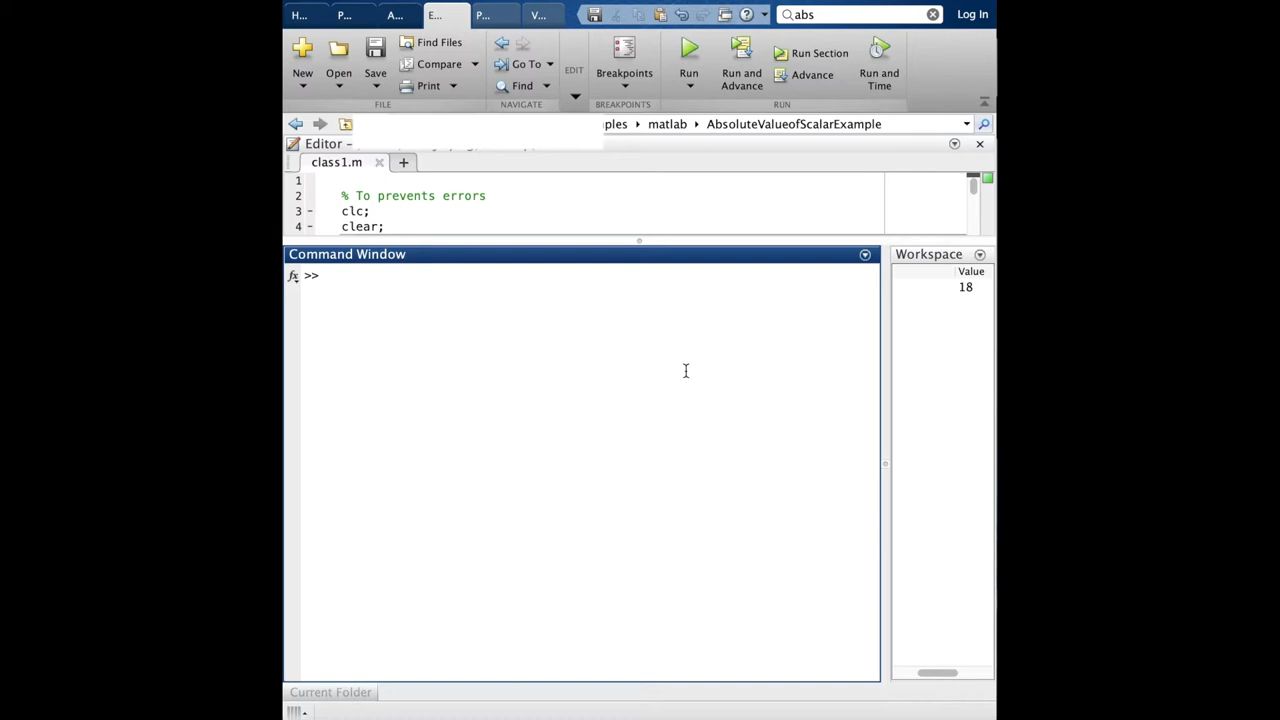 H... P... A... E... P... V... abs Log In
New Open Save Find Files Compare Print Go To Find EDIT Breakpoints Run Run and Advance Run Section Advance Run and Time
FILE NAVIGATE BREAKPOINTS RUN
ples matlab AbsoluteValueofScalarExample
Editor –
class1.m
1
2 % To prevents errors
3 - clc;
4 - clear;
Command Window Workspace
Value
fx >> 18
Current Folder